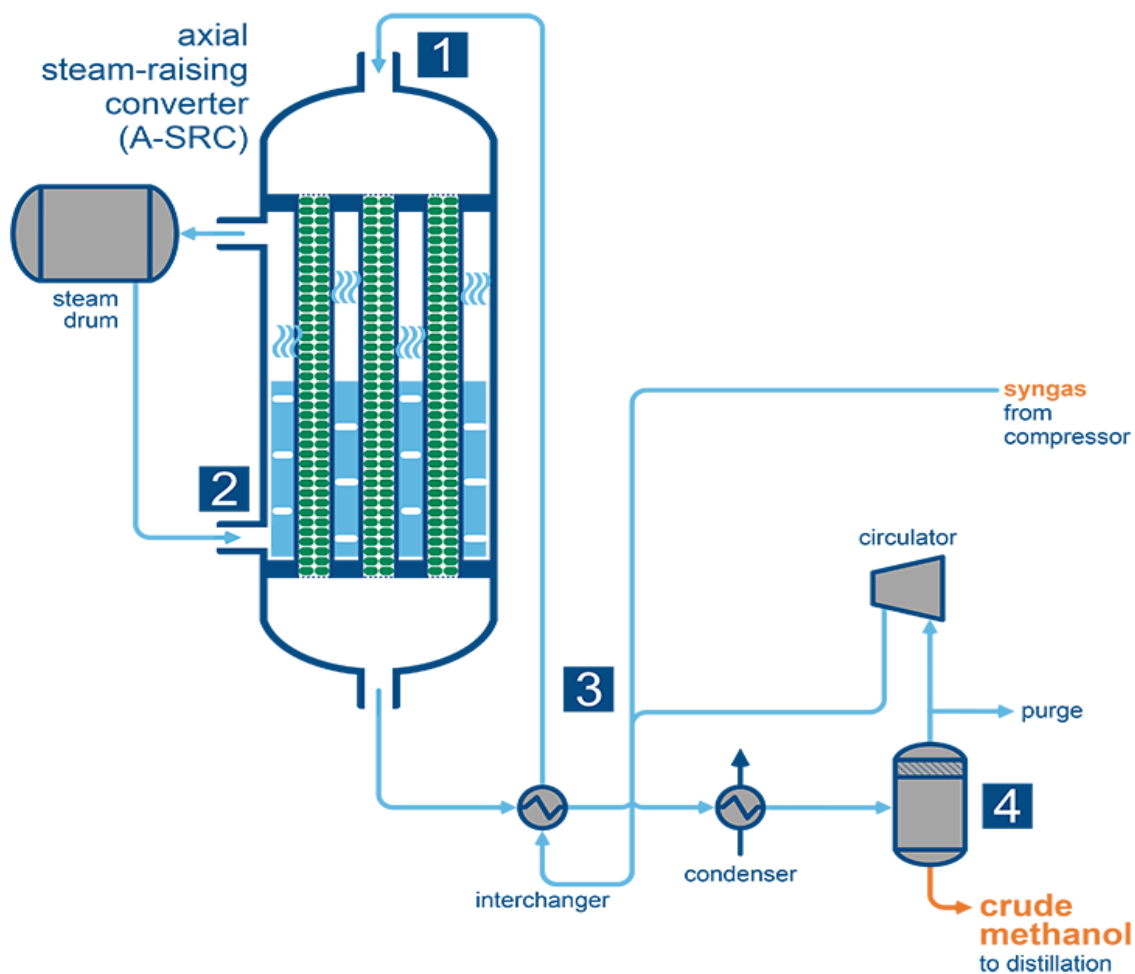 axial
steam-raising
converter
(A-SRC)
1
steam
drum
2
syngas
from
compressor
circulator
3
purge
4
interchanger
condenser
crude
methanol
to distillation